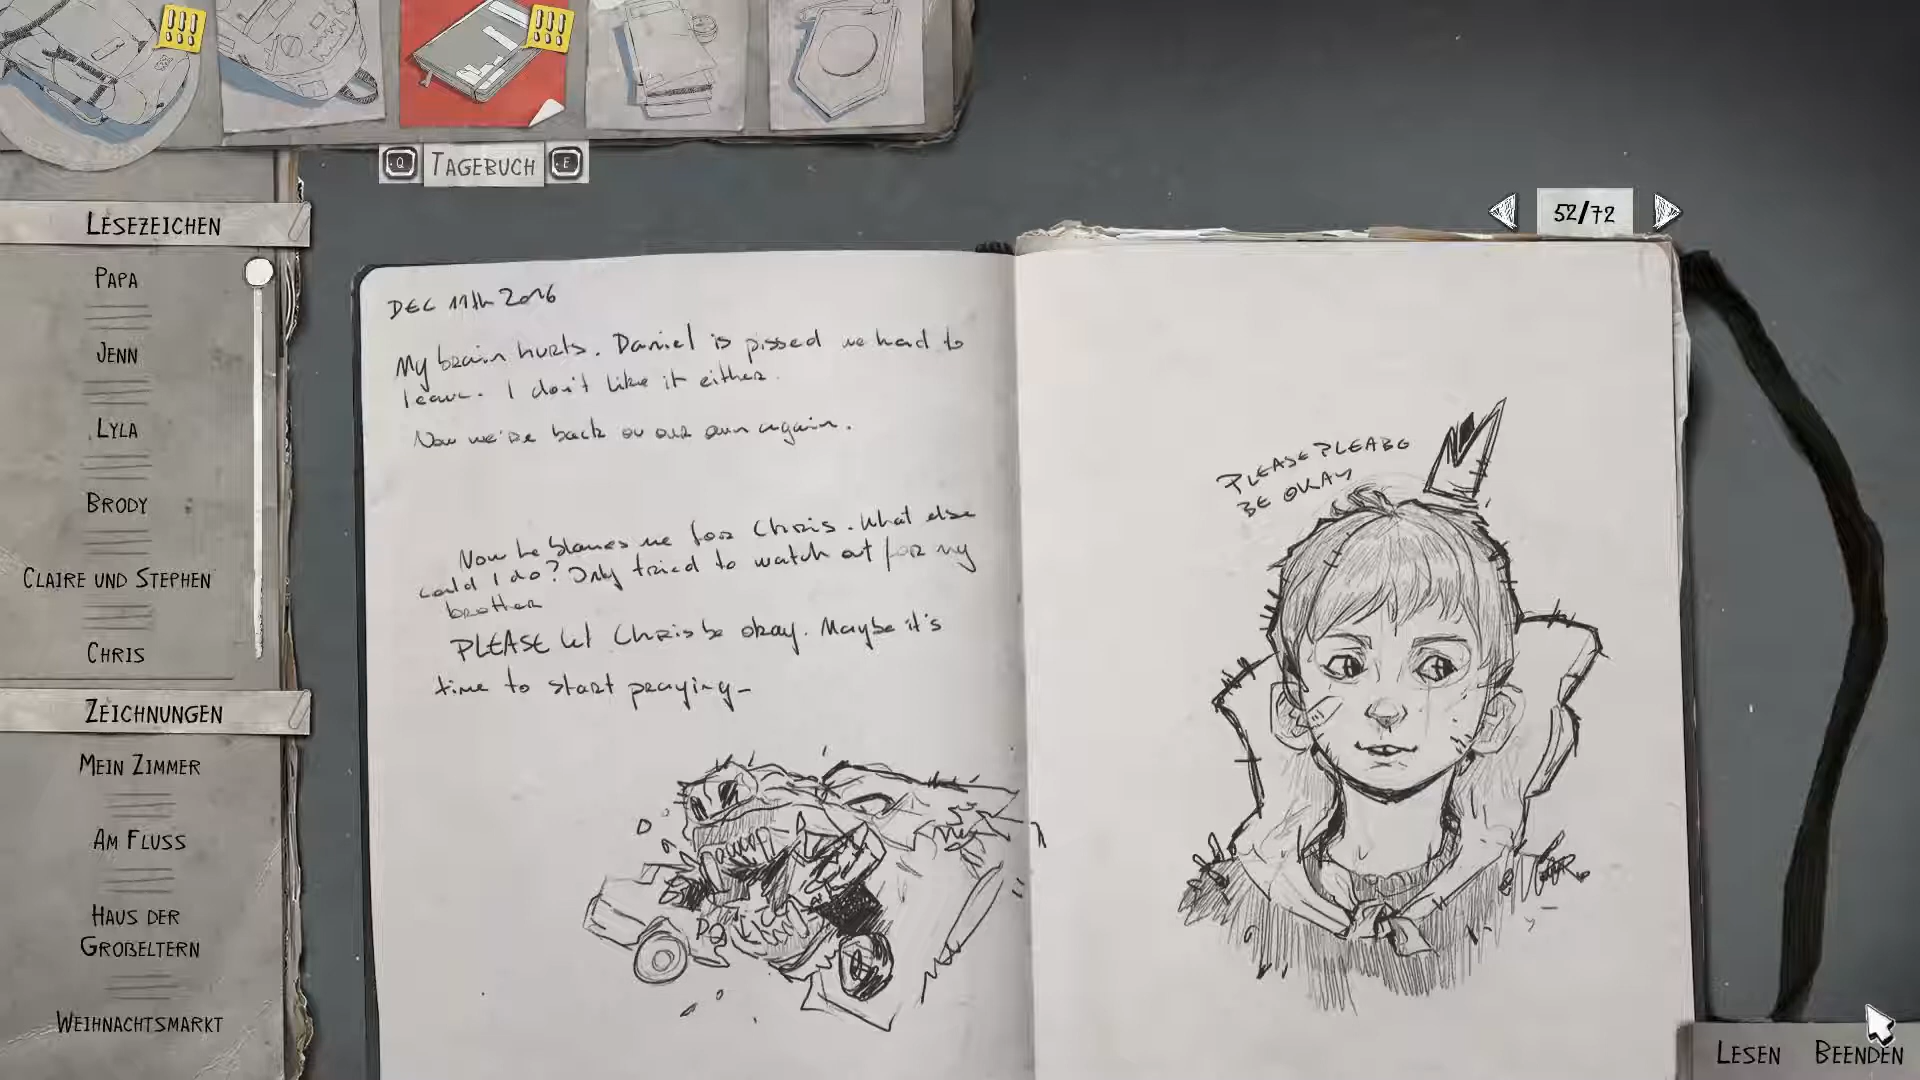 Q TAGEBUCH E
LESEZEICHEN
PAPA
JENN
LYLA
BRODY
CLAIRE UND STEPHEN
CHRIS
ZEICHNUNGEN
MEIN ZIMMER
AM FLUSS
HAUS DER
GROßELTERN
WEIHNACHTSMARKT
52/72
DEC 11th 2016
My brain hurts. Daniel is pissed we had to
leave. I don't like it either.
Now we're back on our own again.
Now he blames me for Chris. What else
could I do? Only tried to watch out for my
brother
PLEASE let Chris be okay. Maybe it's
time to start praying-
PLEASE PLEASE
BE OKAY
LESEN BEENDEN